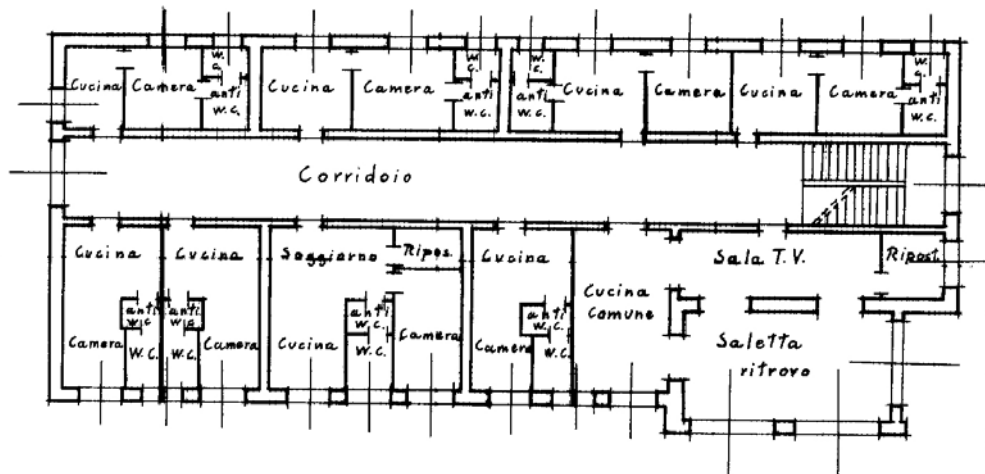 W.
C.
W.
C.
W.
C.
W.
C.
Cucina Camera anti Cucina Camera anti anti Cucina Camera Cucina Camera anti
W.C. W.C. W.C. W.C.
Corridoio
Cucina Cucina Soggiorno Ripos. Cucina Sala T.V. Ripost.
Cucina
Comune
anti anti anti anti
W.C W.C W.C. W.C.
Camera W.C. W.C. Camera Cucina W.C. Camera Camera W.C.
Saletta
ritrovo